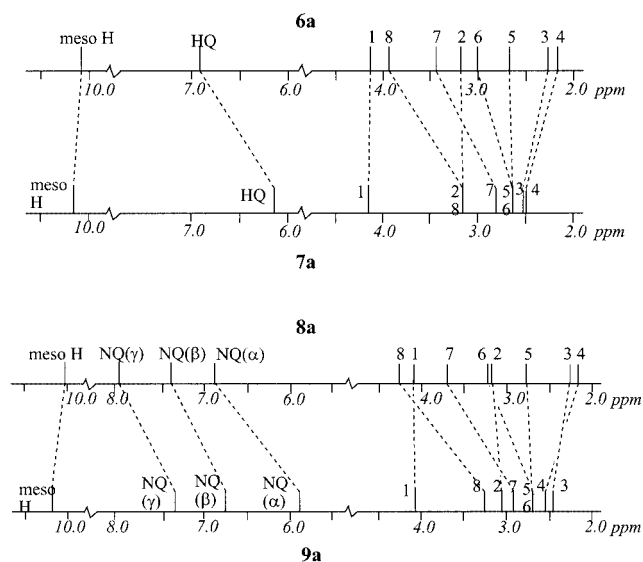 6a
meso H HQ 1 8 7 2 6 5 3 4
10.0 7.0 6.0 4.0 3.0 2.0 ppm
meso H HQ 1 2 8 7 5 6 3 4
10.0 7.0 6.0 4.0 3.0 2.0 ppm
7a
8a
meso H NQ(γ) NQ(β) NQ(α) 8 1 7 6 2 5 3 4
10.0 8.0 7.0 6.0 4.0 3.0 2.0 ppm
meso H NQ (γ) NQ (β) NQ (α) 1 8 2 7 5 6 4 3
10.0 8.0 7.0 6.0 4.0 3.0 2.0 ppm
9a